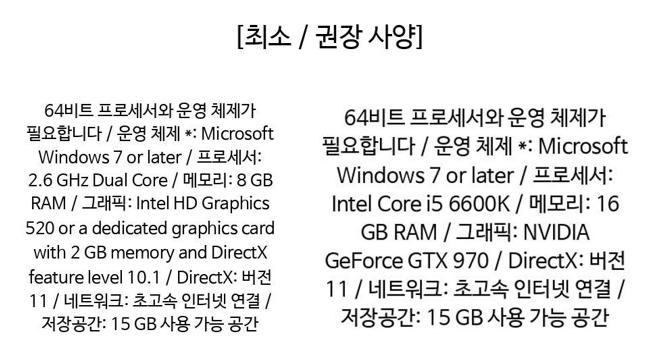 [최소 / 권장 사양]
64비트 프로세서와 운영 체제가
필요합니다 / 운영 체제 *: Microsoft
Windows 7 or later / 프로세서:
2.6 GHz Dual Core / 메모리: 8 GB
RAM / 그래픽: Intel HD Graphics
520 or a dedicated graphics card
with 2 GB memory and DirectX
feature level 10.1 / DirectX: 버전
11 / 네트워크: 초고속 인터넷 연결 /
저장공간: 15 GB 사용 가능 공간
64비트 프로세서와 운영 체제가
필요합니다 / 운영 체제 *: Microsoft
Windows 7 or later / 프로세서:
Intel Core i5 6600K / 메모리: 16
GB RAM / 그래픽: NVIDIA
GeForce GTX 970 / DirectX: 버전
11 / 네트워크: 초고속 인터넷 연결 /
저장공간: 15 GB 사용 가능 공간